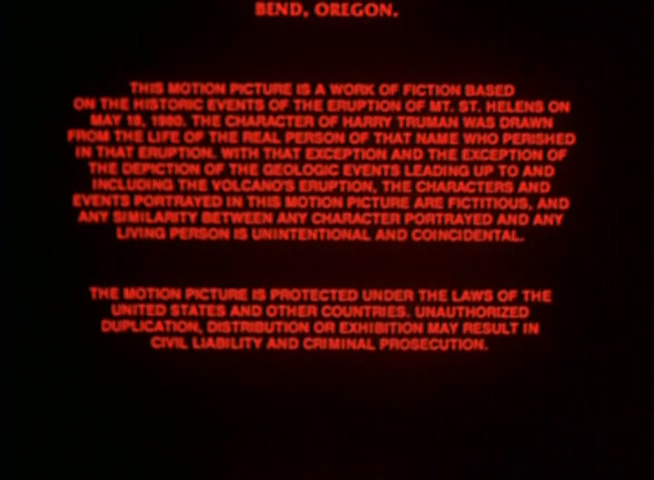 BEND, OREGON.
THIS MOTION PICTURE IS A WORK OF FICTION BASED
ON THE HISTORIC EVENTS OF THE ERUPTION OF MT. ST. HELENS ON
MAY 18, 1980. THE CHARACTER OF HARRY TRUMAN WAS DRAWN
FROM THE LIFE OF THE REAL PERSON OF THAT NAME WHO PERISHED
IN THAT ERUPTION. WITH THAT EXCEPTION AND THE EXCEPTION OF
THE DEPICTION OF THE GEOLOGIC EVENTS LEADING UP TO AND
INCLUDING THE VOLCANO'S ERUPTION, THE CHARACTERS AND
EVENTS PORTRAYED IN THIS MOTION PICTURE ARE FICTITIOUS, AND
ANY SIMILARITY BETWEEN ANY CHARACTER PORTRAYED AND ANY
LIVING PERSON IS UNINTENTIONAL AND COINCIDENTAL.
THE MOTION PICTURE IS PROTECTED UNDER THE LAWS OF THE
UNITED STATES AND OTHER COUNTRIES. UNAUTHORIZED
DUPLICATION, DISTRIBUTION OR EXHIBITION MAY RESULT IN
CIVIL LIABILITY AND CRIMINAL PROSECUTION.